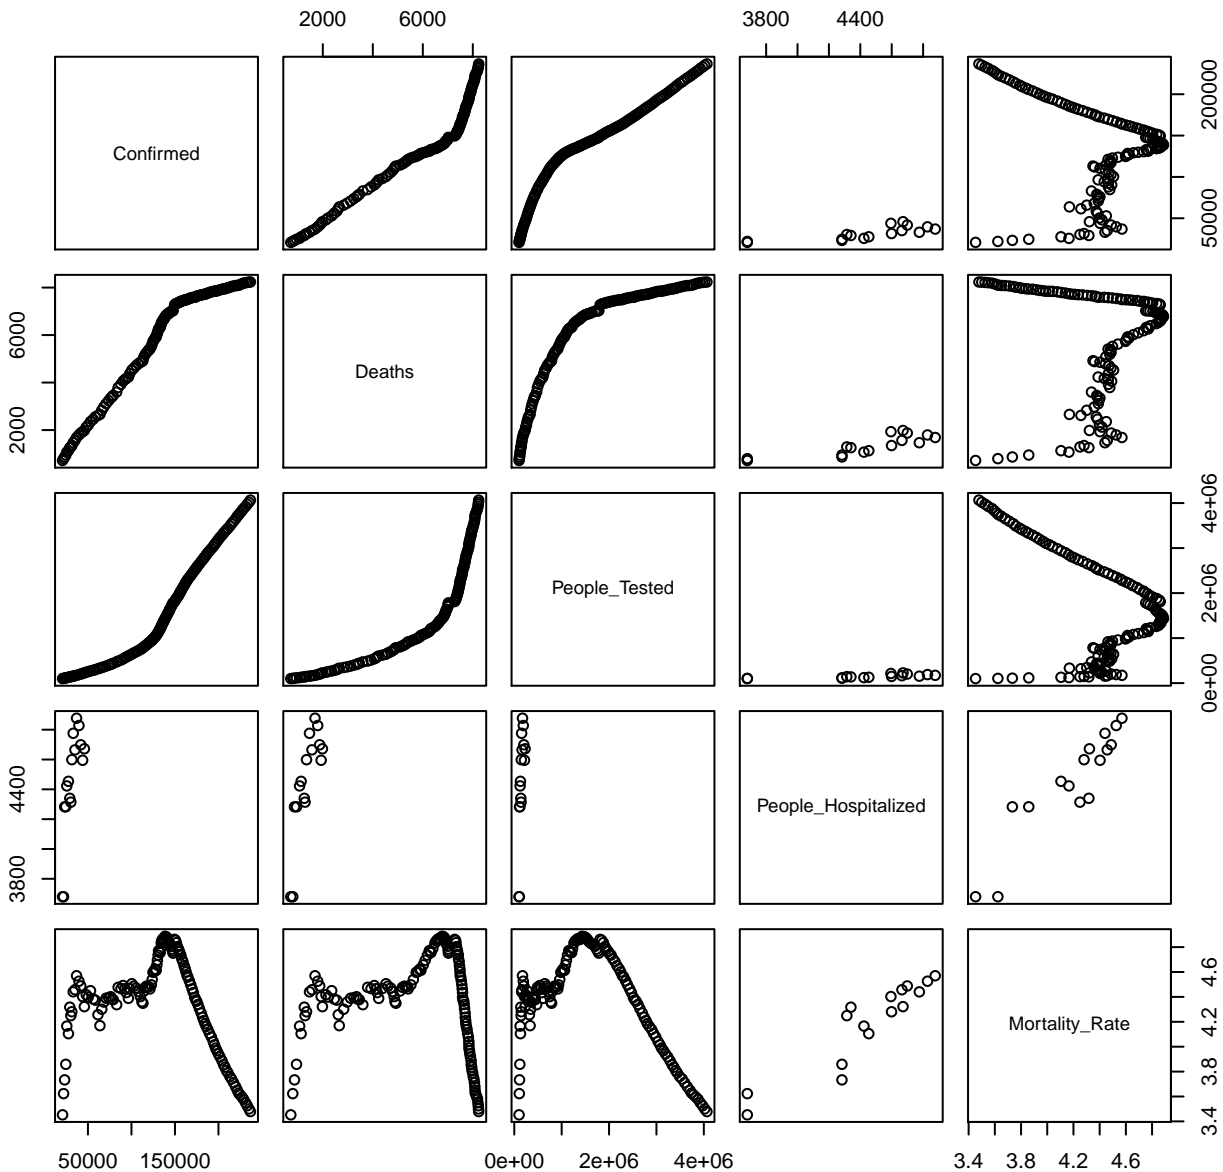 2000 6000 3800 4400
Confirmed
50000 200000
Deaths
2000 6000
People_Tested
0e+00 2e+06 4e+06
People_Hospitalized
3800 4400
Mortality_Rate
3.4 3.8 4.2 4.6
50000 150000 0e+00 2e+06 4e+06 3.4 3.8 4.2 4.6